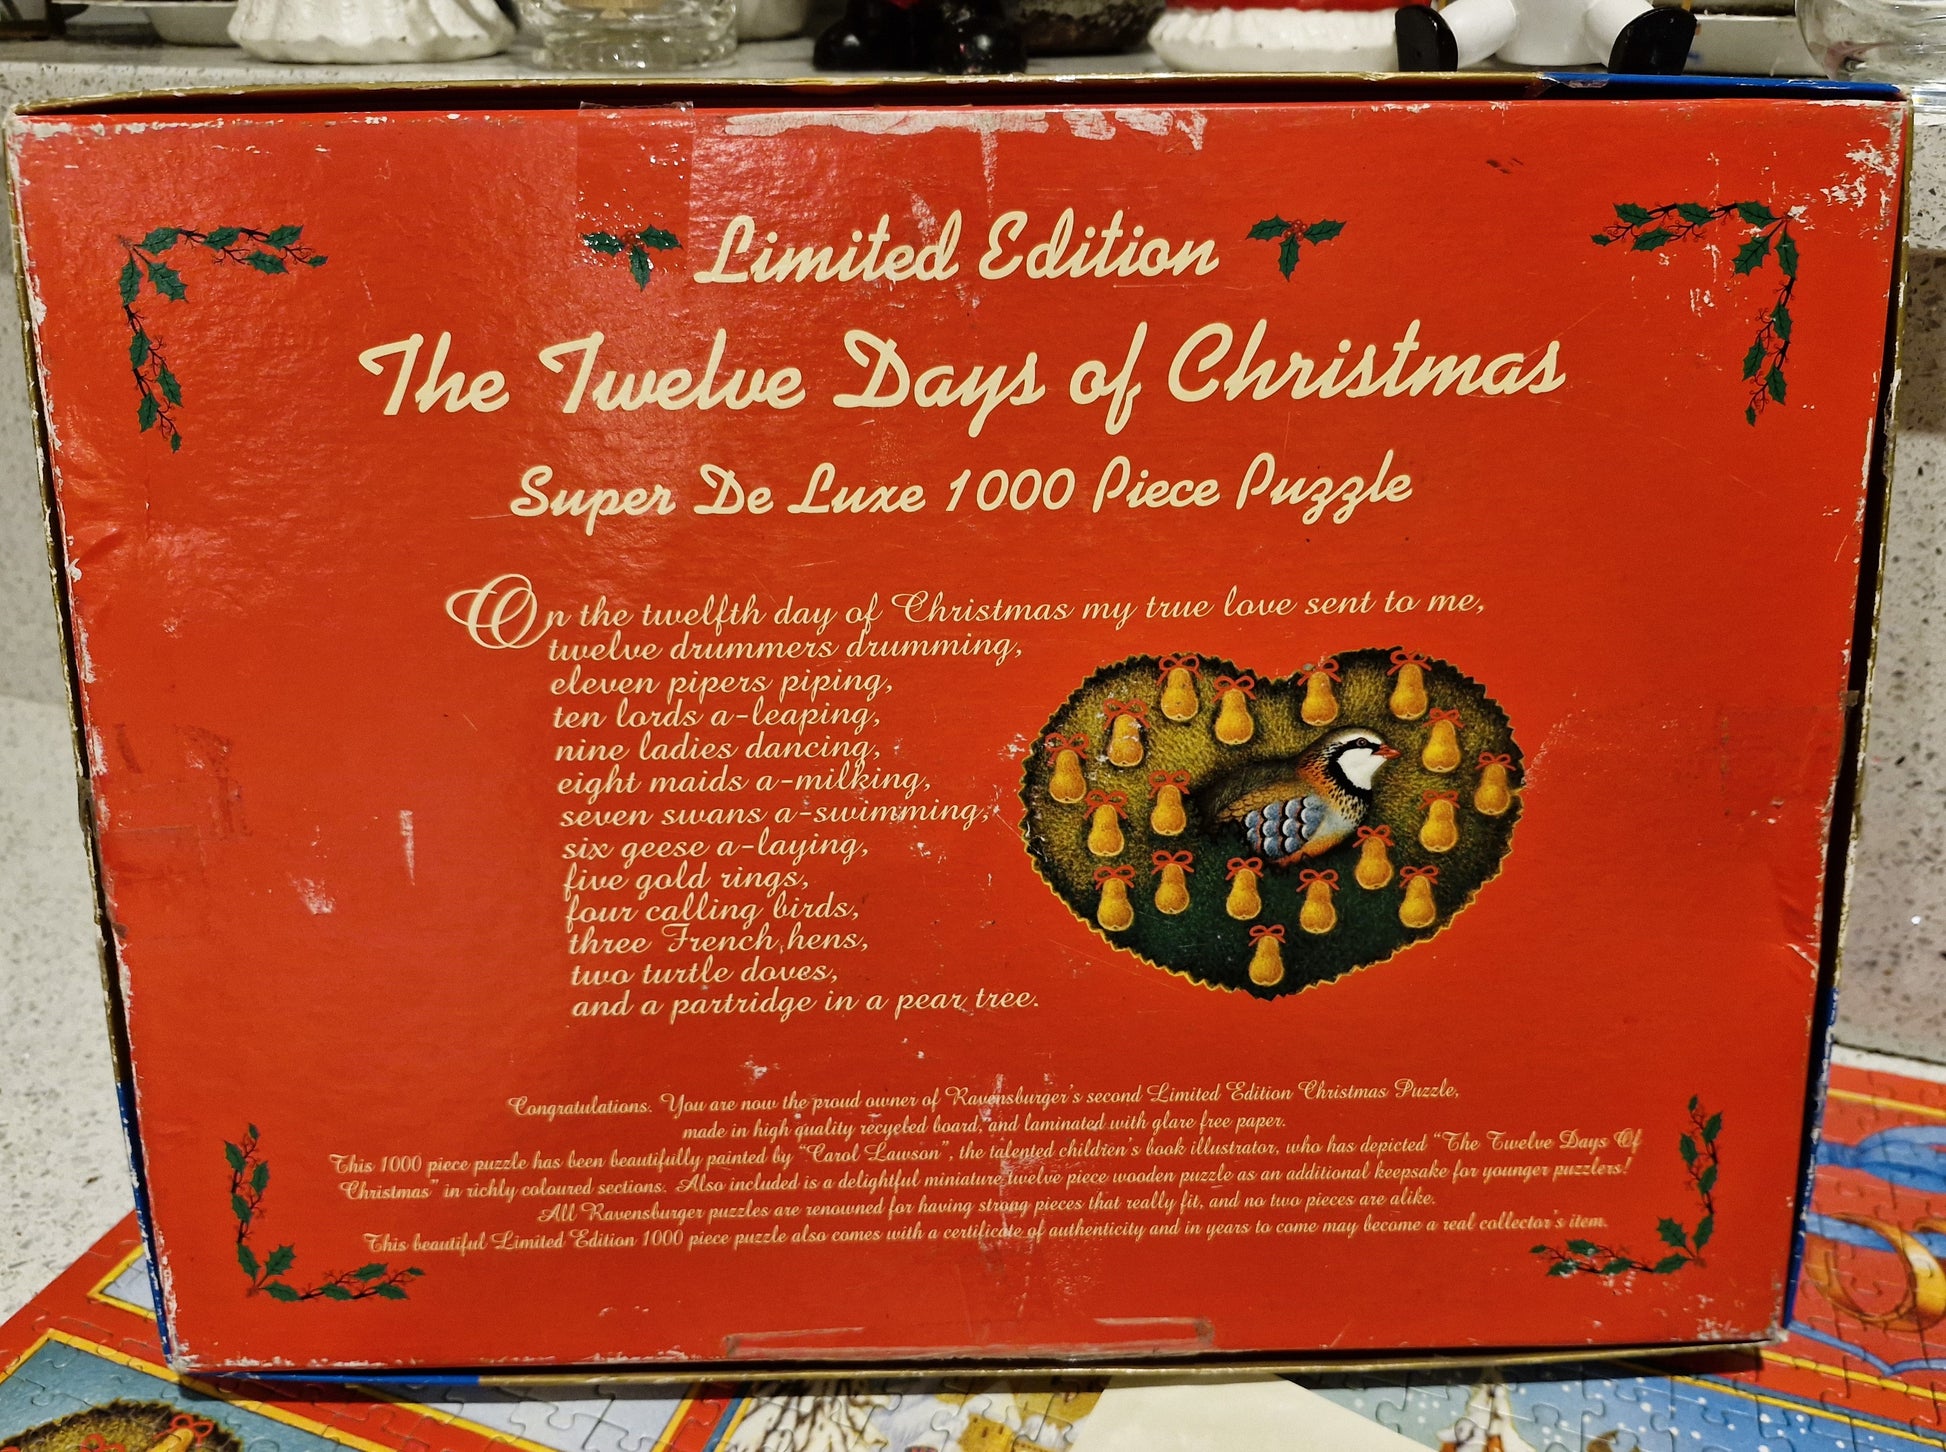 Limited Edition
The Twelve Days of Christmas
Super De Luxe 1000 Piece Puzzle
On the twelfth day of Christmas my true love sent to me,
twelve drummers drumming,
eleven pipers piping,
ten lords a-leaping,
nine ladies dancing,
eight maids a-milking,
seven swans a-swimming,
six geese a-laying,
five gold rings,
four calling birds,
three French hens,
two turtle doves,
and a partridge in a pear tree.
Congratulations. You are now the proud owner of Ravensburger's second Limited Edition Christmas Puzzle,
made in high quality recycled board, and laminated with glare free paper.
This 1000 piece puzzle has been beautifully painted by "Carol Lawson", the talented children's book illustrator, who has depicted "The Twelve Days Of
Christmas" in richly coloured sections. Also included is a delightful miniature twelve piece wooden puzzle as an additional keepsake for younger puzzlers!
All Ravensburger puzzles are renowned for having strong pieces that really fit, and no two pieces are alike.
This beautiful Limited Edition 1000 piece puzzle also comes with a certificate of authenticity and in years to come may become a real collector's item.